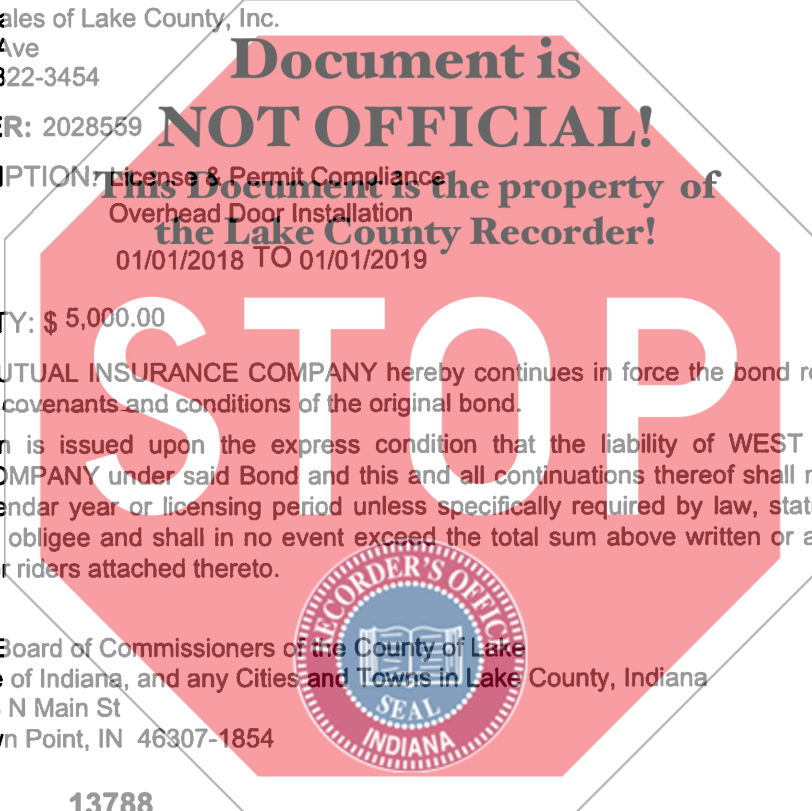 ales of Lake County, Inc.
Ave
322-3454
Document is
ER: 2028559
NOT OFFICIAL!
PTION: License & Permit Compliance
This Document is the property of
Overhead Door Installation
the Lake County Recorder!
01/01/2018 TO 01/01/2019
TY: $ 5,000.00
STOP
UTUAL INSURANCE COMPANY hereby continues in force the bond re
covenants and conditions of the original bond.
n is issued upon the express condition that the liability of WEST
OMPANY under said Bond and this and all continuations thereof shall n
endar year or licensing period unless specifically required by law, stat
obligee and shall in no event exceed the total sum above written or a
r riders attached thereto.
RECORDER'S OFFICE
Board of Commissioners of the County of Lake
e of Indiana, and any Cities and Towns in Lake County, Indiana
N Main St
SEAL
n Point, IN 46307-1854
INDIANA
13788